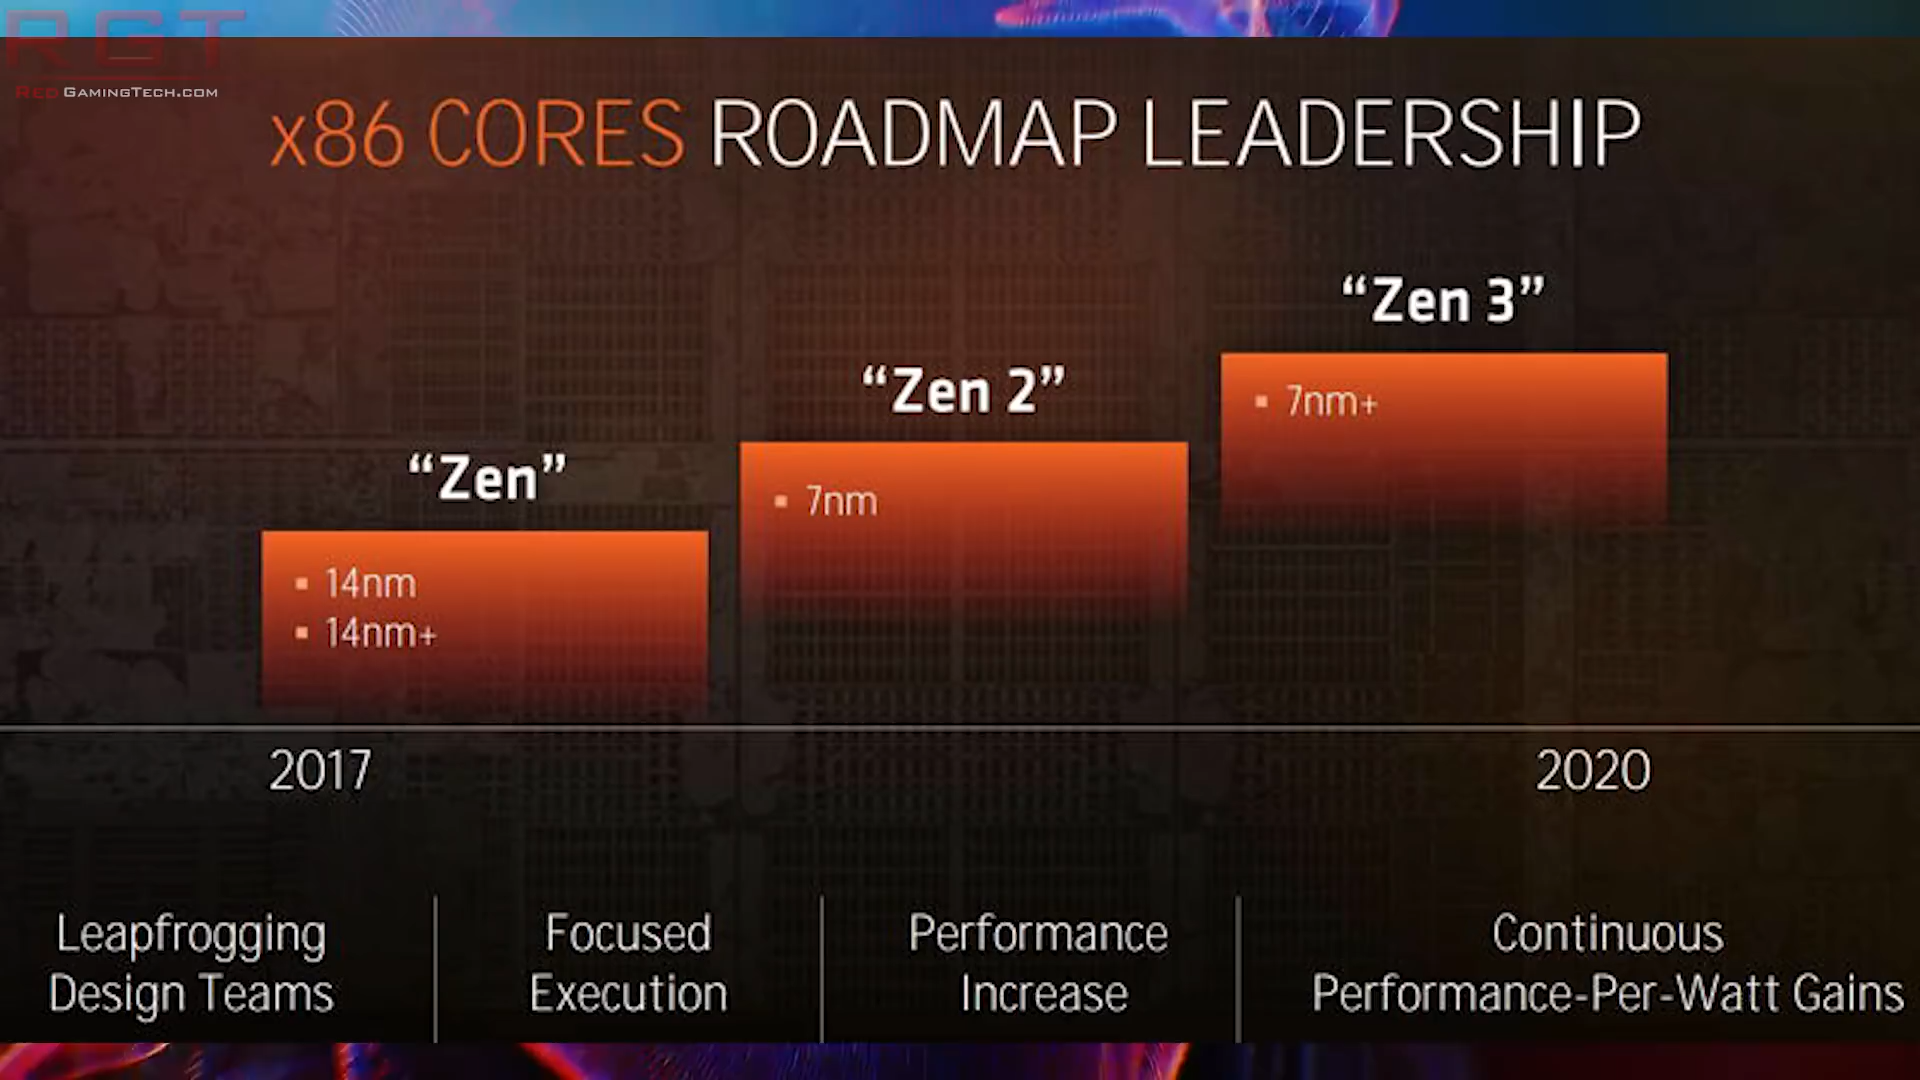 RGT
REDGAMINGTECH.COM
x86 CORES ROADMAP LEADERSHIP
“Zen 3”
▪ 7nm+
“Zen 2”
▪ 7nm
“Zen”
▪ 14nm
▪ 14nm+
2017
2020
Leapfrogging
Design Teams
Focused
Execution
Performance
Increase
Continuous
Performance-Per-Watt Gains